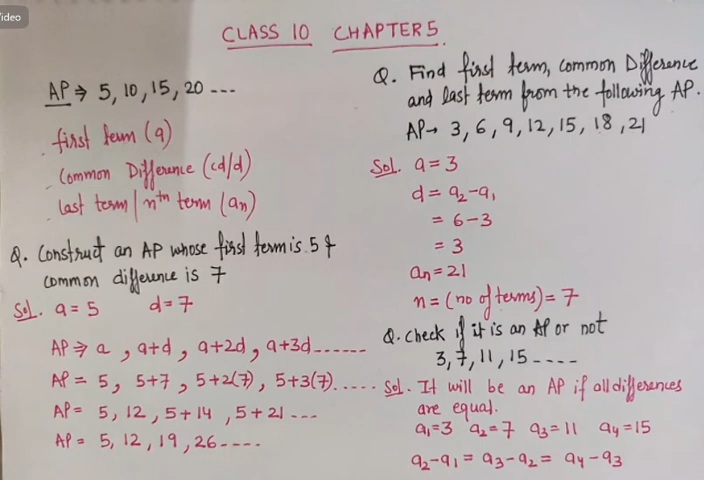 ideo
CLASS 10 CHAPTER 5
AP ⇒ 5, 10, 15, 20 ---
. first term (a)
. Common Difference (cd/d)
. last term / nth term (an)
Q. Construct an AP whose first term is 5 &
common difference is 7
Sol. a = 5 d = 7
AP ⇒ a, a+d, a+2d, a+3d ------
AP = 5, 5+7, 5+2(7), 5+3(7).....
AP = 5, 12, 5+14, 5+21 ---
AP = 5, 12, 19, 26 ----
Q. Find first term, common Difference
and last term from the following AP.
AP → 3, 6, 9, 12, 15, 18, 21
Sol. a = 3
d = a2 - a1
= 6 - 3
= 3
an = 21
n = (no of terms) = 7
Q. Check if it is an AP or not
3, 7, 11, 15 ----
Sol. It will be an AP if all differences
are equal.
a1 = 3 a2 = 7 a3 = 11 a4 = 15
a2 - a1 = a3 - a2 = a4 - a3